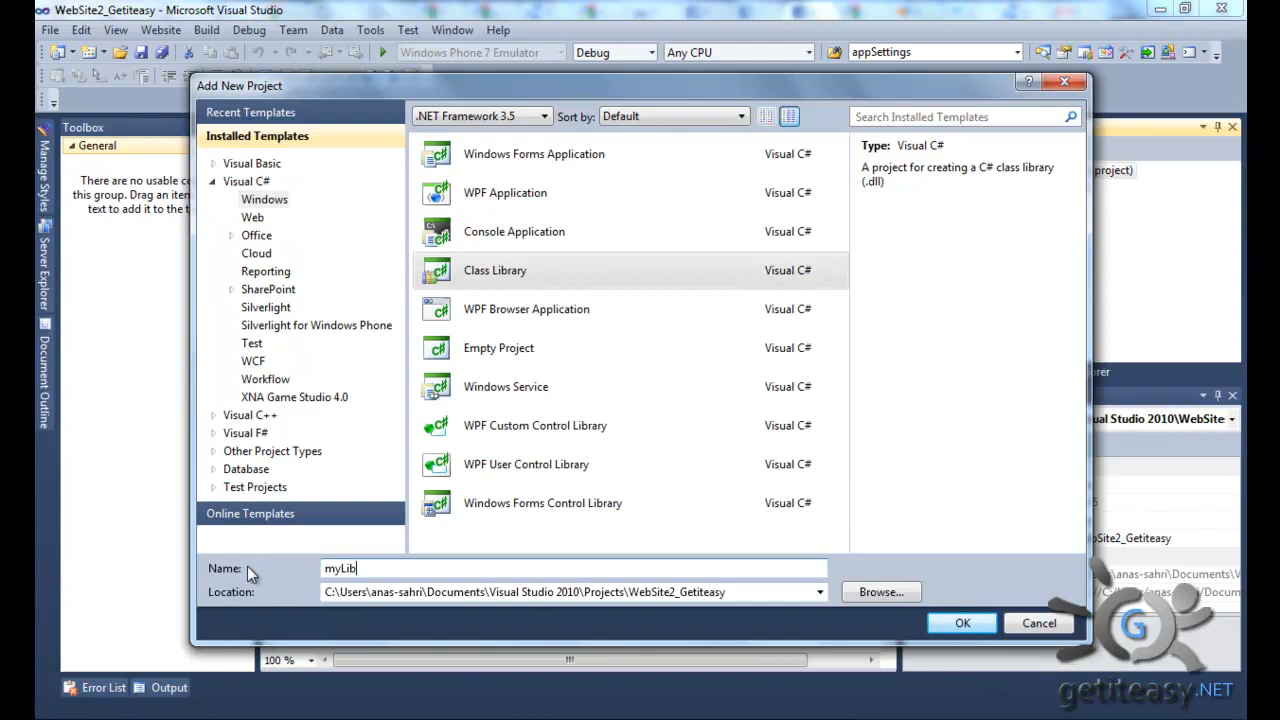 WebSite2_Getiteasy - Microsoft Visual Studio
File Edit View Website Build Debug Team Data Tools Test Window Help
Windows Phone 7 Emulator Debug Any CPU appSettings
Add New Project
Toolbox
General
There are no usable co
this group. Drag an iten
text to add it to the t
Manage Styles
Server Explorer
Document Outline
Recent Templates
Installed Templates
Visual Basic
Visual C#
Windows
Web
Office
Cloud
Reporting
SharePoint
Silverlight
Silverlight for Windows Phone
Test
WCF
Workflow
XNA Game Studio 4.0
Visual C++
Visual F#
Other Project Types
Database
Test Projects
Online Templates
.NET Framework 3.5 Sort by: Default
Windows Forms Application Visual C#
WPF Application Visual C#
Console Application Visual C#
Class Library Visual C#
WPF Browser Application Visual C#
Empty Project Visual C#
Windows Service Visual C#
WPF Custom Control Library Visual C#
WPF User Control Library Visual C#
Windows Forms Control Library Visual C#
Search Installed Templates
Type: Visual C#
A project for creating a C# class library
(.dll)
Name: myLib
Location: C:\Users\anas-sahri\Documents\Visual Studio 2010\Projects\WebSite2_Getiteasy Browse...
OK Cancel
project)
orer
sual Studio 2010\WebSite
5
bSite2_Getiteasy
anas-sahri\Documents\V
100 %
Error List Output
G
getiteasy.NET